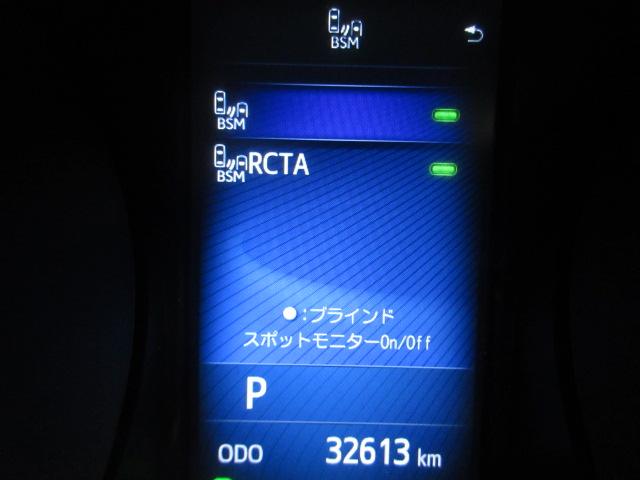 BSM
BSM
BSM RCTA
●:ブラインド
スポットモニターOn/Off
P
ODO 32613 km